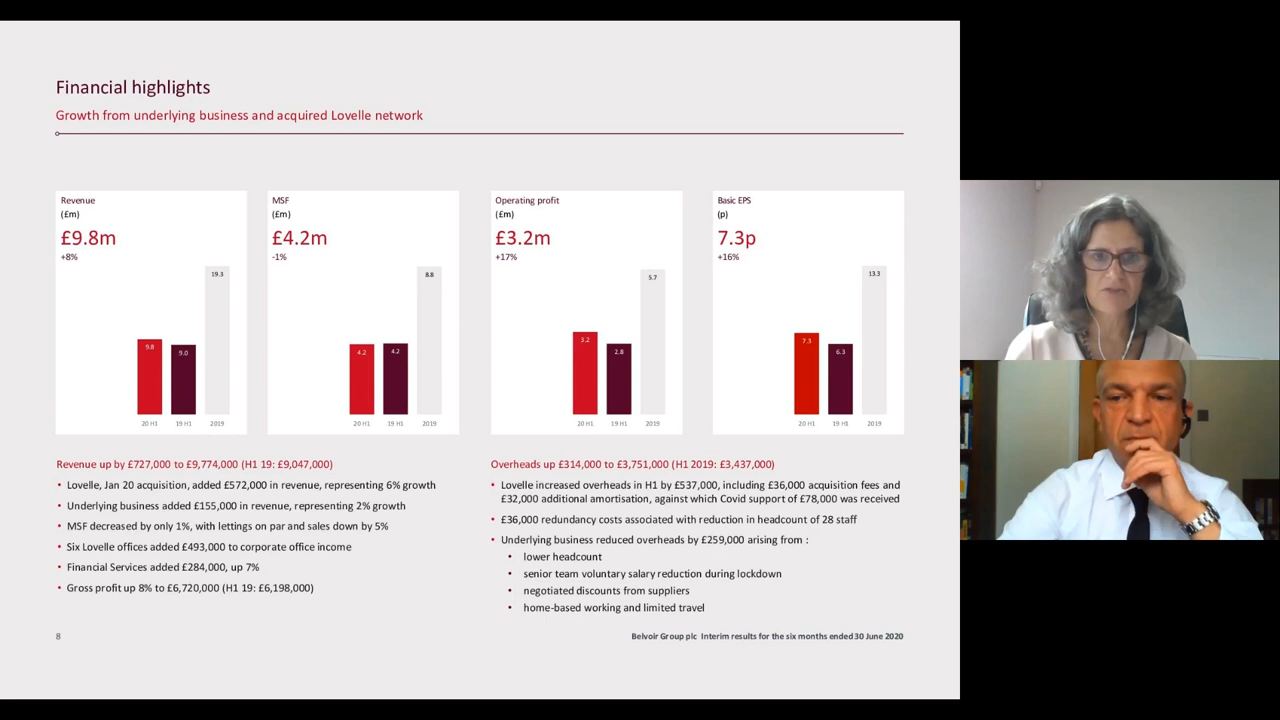 Financial highlights
Growth from underlying business and acquired Lovelle network
Revenue
(£m)
£9.8m
+8%
19.3
9.8
9.0
20 H1
19 H1
2019
MSF
(£m)
£4.2m
-1%
8.8
4.2
4.2
20 H1
19 H1
2019
Operating profit
(£m)
£3.2m
+17%
5.7
3.2
2.8
20 H1
19 H1
2019
Basic EPS
(p)
7.3p
+16%
13.3
7.3
6.3
20 H1
19 H1
2019
Revenue up by £727,000 to £9,774,000 (H1 19: £9,047,000)
• Lovelle, Jan 20 acquisition, added £572,000 in revenue, representing 6% growth
• Underlying business added £155,000 in revenue, representing 2% growth
• MSF decreased by only 1%, with lettings on par and sales down by 5%
• Six Lovelle offices added £493,000 to corporate office income
• Financial Services added £284,000, up 7%
• Gross profit up 8% to £6,720,000 (H1 19: £6,198,000)
Overheads up £314,000 to £3,751,000 (H1 2019: £3,437,000)
• Lovelle increased overheads in H1 by £537,000, including £36,000 acquisition fees and
£32,000 additional amortisation, against which Covid support of £78,000 was received
• £36,000 redundancy costs associated with reduction in headcount of 28 staff
• Underlying business reduced overheads by £259,000 arising from :
• lower headcount
• senior team voluntary salary reduction during lockdown
• negotiated discounts from suppliers
• home-based working and limited travel
8
Belvoir Group plc Interim results for the six months ended 30 June 2020